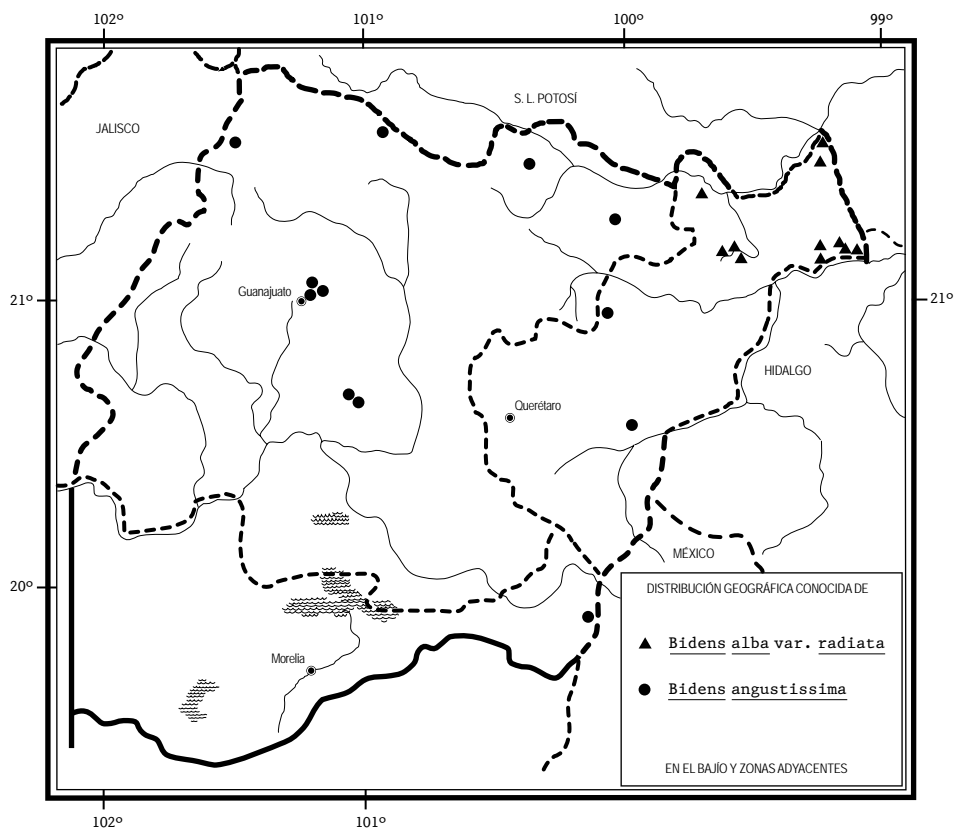 102º 101º 100º 99º
S. L. POTOSÍ
JALISCO
Guanajuato
21º 21º
HIDALGO
Querétaro
MÉXICO
20º
DISTRIBUCIÓN GEOGRÁFICA CONOCIDA DE
Bidens alba var. radiata
Morelia
Bidens angustissima
EN EL BAJÍO Y ZONAS ADYACENTES
102º 101º